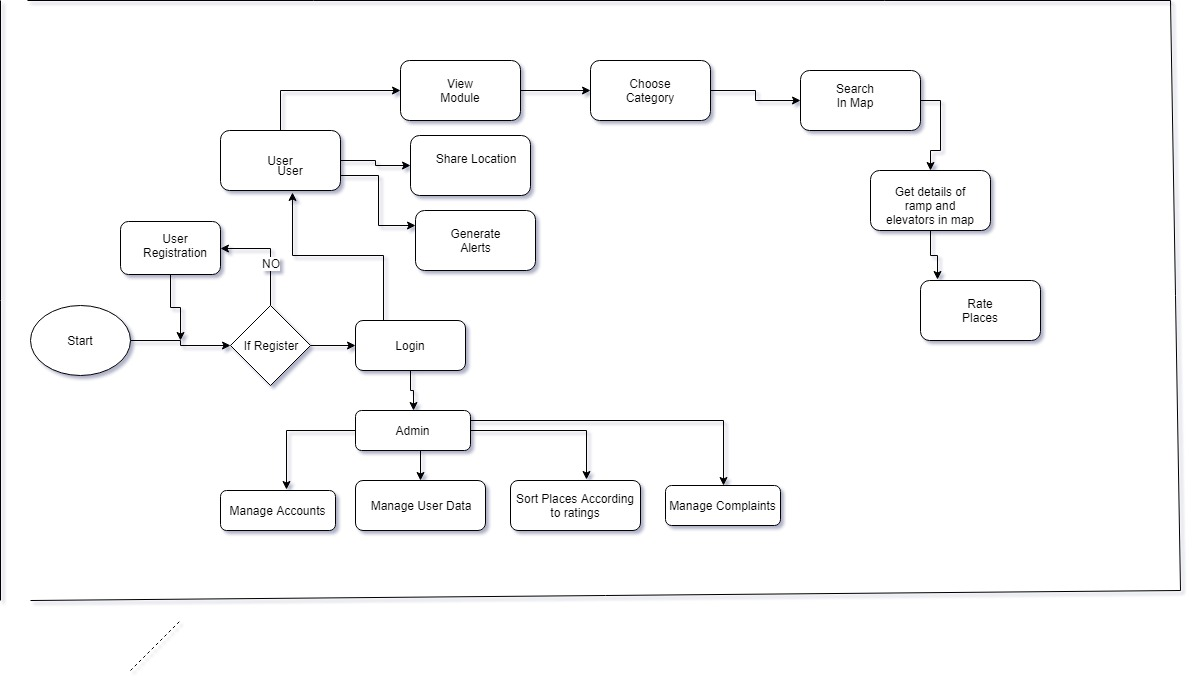 View
Module
Choose
Category
Search
In Map
User
User
Share Location
Get details of
ramp and
elevators in map
Generate
Alerts
User
Registration
NO
Rate
Places
Start
If Register
Login
Admin
Manage Accounts
Manage User Data
Sort Places According
to ratings
Manage Complaints